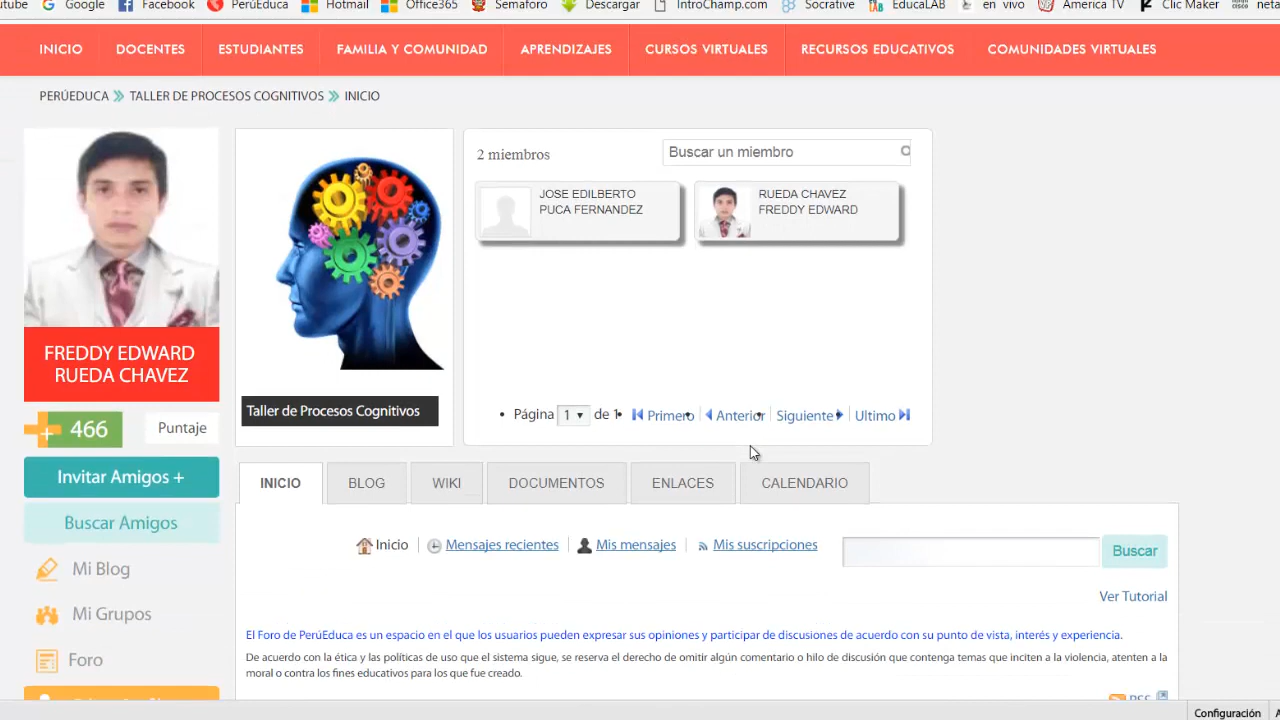 Google Facebook PerúEduca Hotmail Office365 Semaforo Descargar IntroChamp.com Socrative EducaLAB en vivo America TV Clic Maker
INICIO DOCENTES ESTUDIANTES FAMILIA Y COMUNIDAD APRENDIZAJES CURSOS VIRTUALES RECURSOS EDUCATIVOS COMUNIDADES VIRTUALES
PERÚEDUCA TALLER DE PROCESOS COGNITIVOS INICIO
2 miembros Buscar un miembro
JOSE EDILBERTO
PUCA FERNANDEZ
RUEDA CHAVEZ
FREDDY EDWARD
Taller de Procesos Cognitivos
• Página 1 de 1 • Primero • Anterior • Siguiente • Ultimo
FREDDY EDWARD
RUEDA CHAVEZ
466 Puntaje
Invitar Amigos +
Buscar Amigos
Mi Blog
Mi Grupos
Foro
INICIO BLOG WIKI DOCUMENTOS ENLACES CALENDARIO
Inicio Mensajes recientes Mis mensajes Mis suscripciones Buscar
Ver Tutorial
El Foro de PerúEduca es un espacio en el que los usuarios pueden expresar sus opiniones y participar de discusiones de acuerdo con su punto de vista, interés y experiencia.
De acuerdo con la ética y las políticas de uso que el sistema sigue, se reserva el derecho de omitir algún comentario o hilo de discusión que contenga temas que inciten a la violencia, atenten a la
moral o contra los fines educativos para los que fue creado.
RSS
Configuración